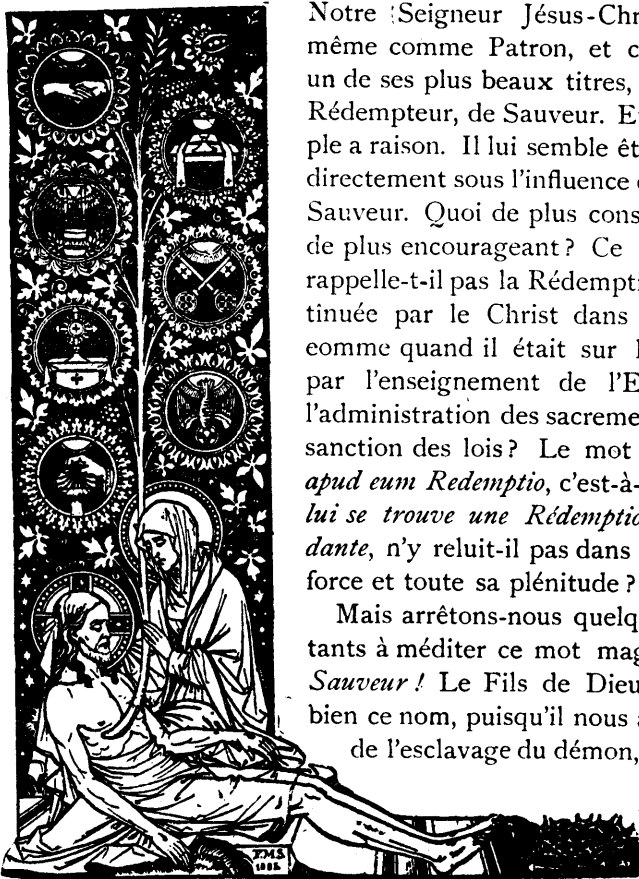 Notre Seigneur Jésus-Chr
même comme Patron, et c
un de ses plus beaux titres,
Rédempteur, de Sauveur. E
ple a raison. Il lui semble êt
directement sous l'influence
Sauveur. Quoi de plus cons
de plus encourageant ? Ce
rappelle-t-il pas la Rédempt
tinuée par le Christ dans
eomme quand il était sur l
par l'enseignement de l'E
l'administration des sacreme
sanction des lois ? Le mot
apud eum Redemptio, c'est-à-
lui se trouve une Rédemptio
dante, n'y reluit-il pas dans
force et toute sa plénitude ?
Mais arrêtons-nous quelq
tants à méditer ce mot mag
Sauveur ! Le Fils de Dieu
bien ce nom, puisqu'il nous a
de l'esclavage du démon,